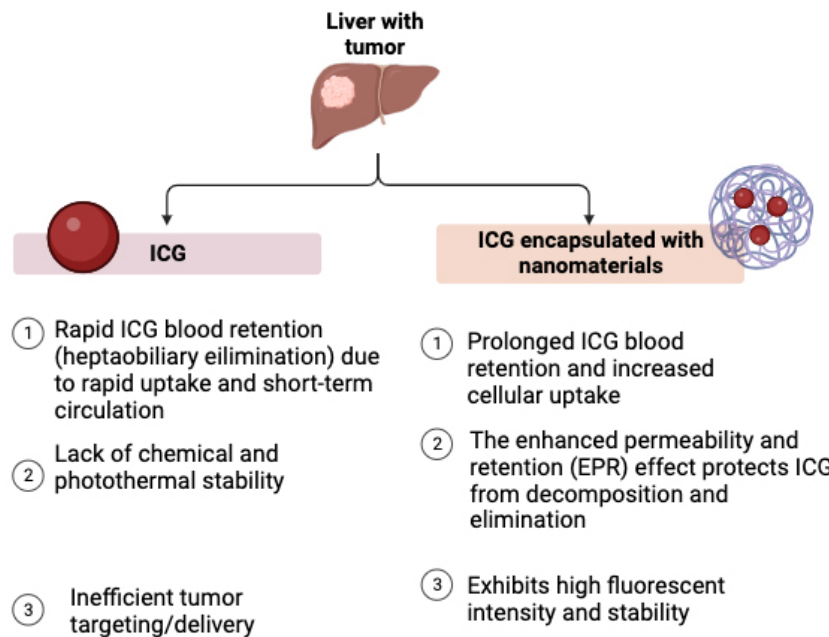 Liver with
tumor
ICG
ICG encapsulated with
nanomaterials
1
Rapid ICG blood retention
(heptaobiliary eilimination) due
to rapid uptake and short-term
circulation
2
Lack of chemical and
photothermal stability
3
Inefficient tumor
targeting/delivery
1
Prolonged ICG blood
retention and increased
cellular uptake
2
The enhanced permeability and
retention (EPR) effect protects ICG
from decomposition and
elimination
3
Exhibits high fluorescent
intensity and stability